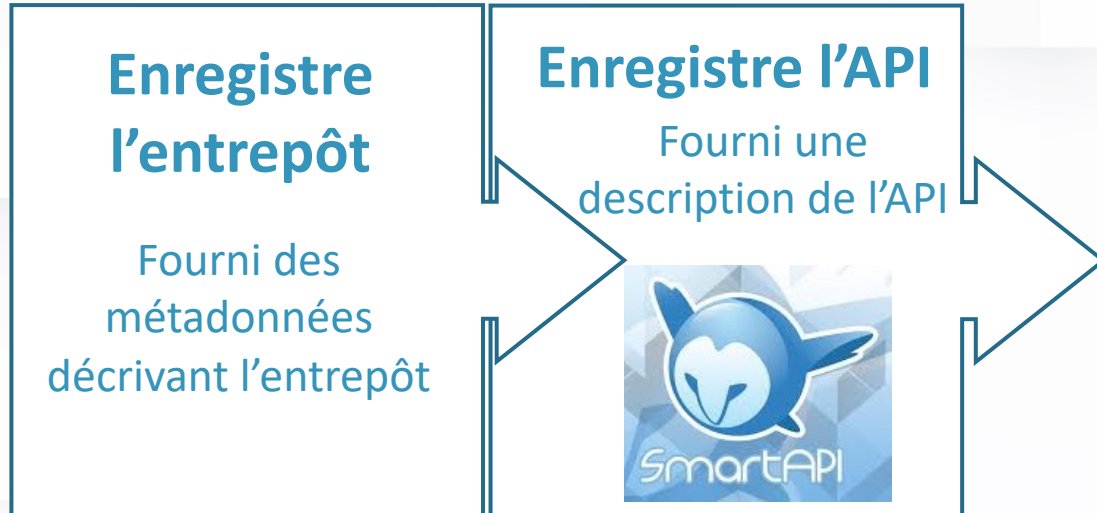 Enregistre
l’entrepôt
Fourni des
métadonnées
décrivant l’entrepôt
Enregistre l’API
Fourni une
description de l’API
SmartAPI